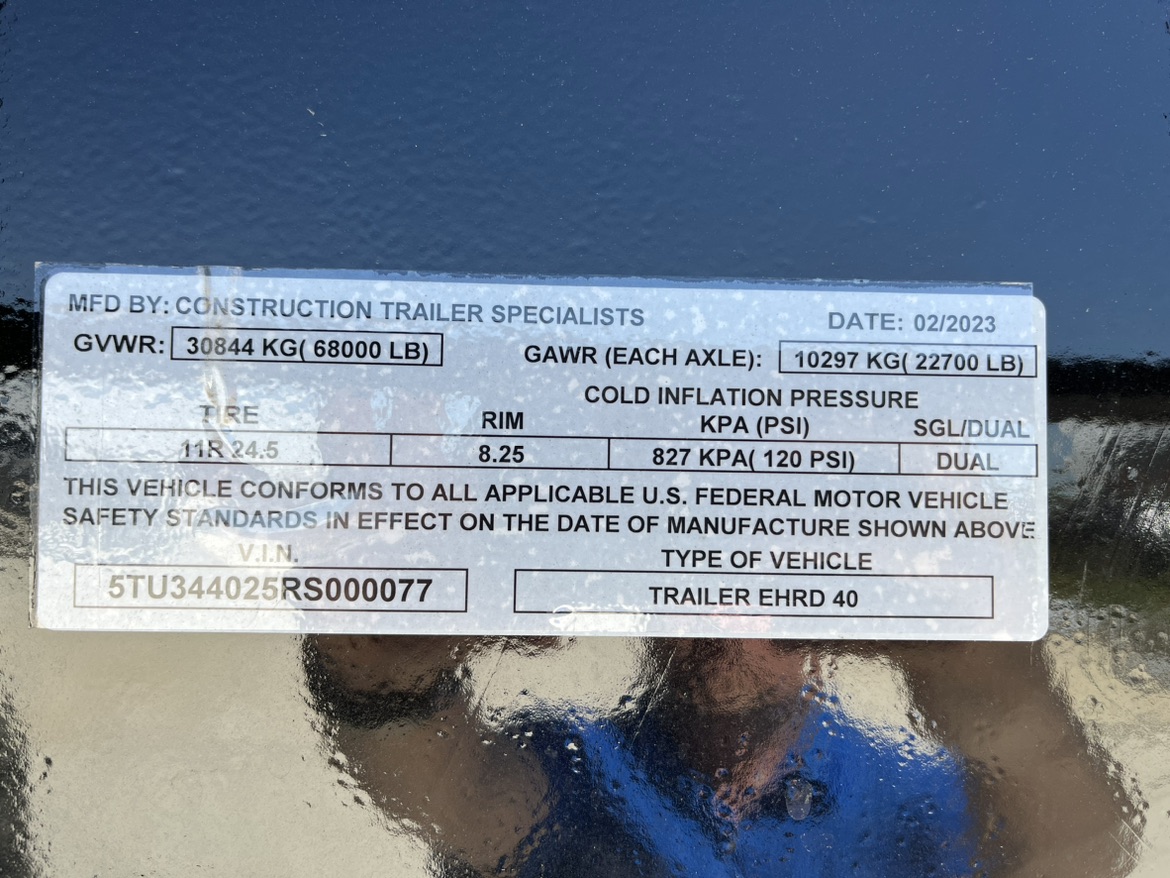 MFD BY: CONSTRUCTION TRAILER SPECIALISTS DATE: 02/2023
GVWR: 30844 KG( 68000 LB) GAWR (EACH AXLE): 10297 KG( 22700 LB)
COLD INFLATION PRESSURE
TIRE RIM KPA (PSI) SGL/DUAL
11R 24.5 8.25 827 KPA( 120 PSI) DUAL
THIS VEHICLE CONFORMS TO ALL APPLICABLE U.S. FEDERAL MOTOR VEHICLE
SAFETY STANDARDS IN EFFECT ON THE DATE OF MANUFACTURE SHOWN ABOVE
V.I.N. TYPE OF VEHICLE
5TU344025RS000077 TRAILER EHRD 40